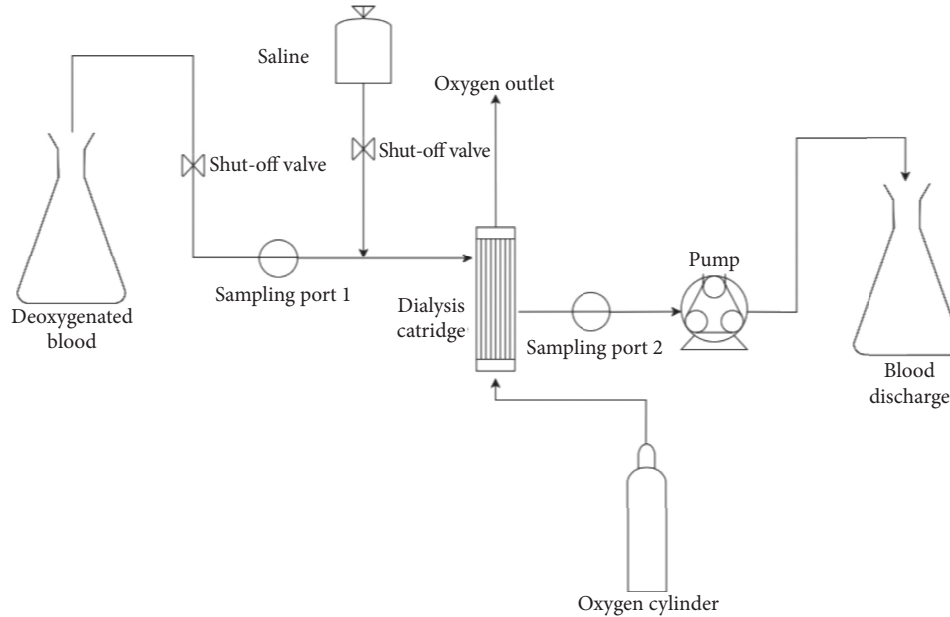 Saline
Oxygen outlet
Shut-off valve
Shut-off valve
Sampling port 1
Deoxygenated
blood
Dialysis
catridge
Pump
Sampling port 2
Blood
discharge
Oxygen cylinder